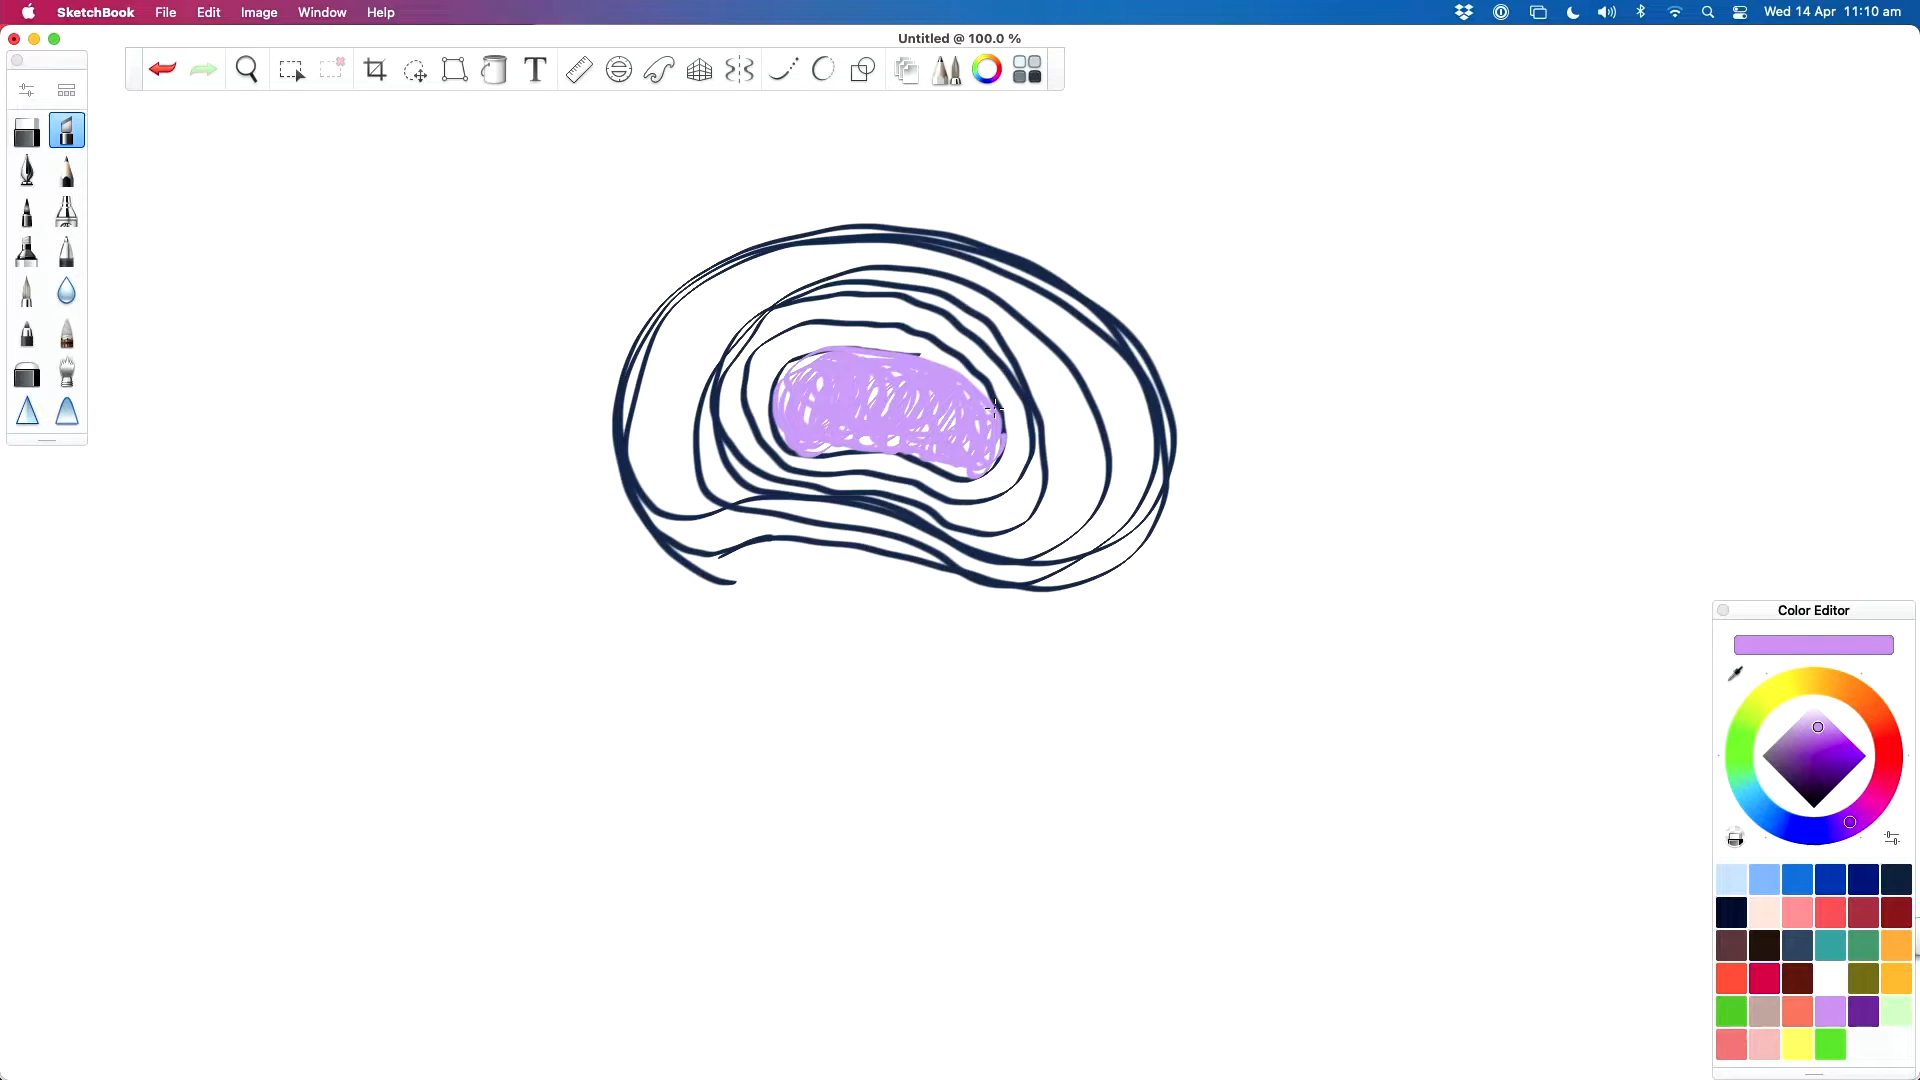 SketchBook File Edit Image Window Help Wed 14 Apr 11:10 am
Untitled @ 100.0 %
T
Color Editor